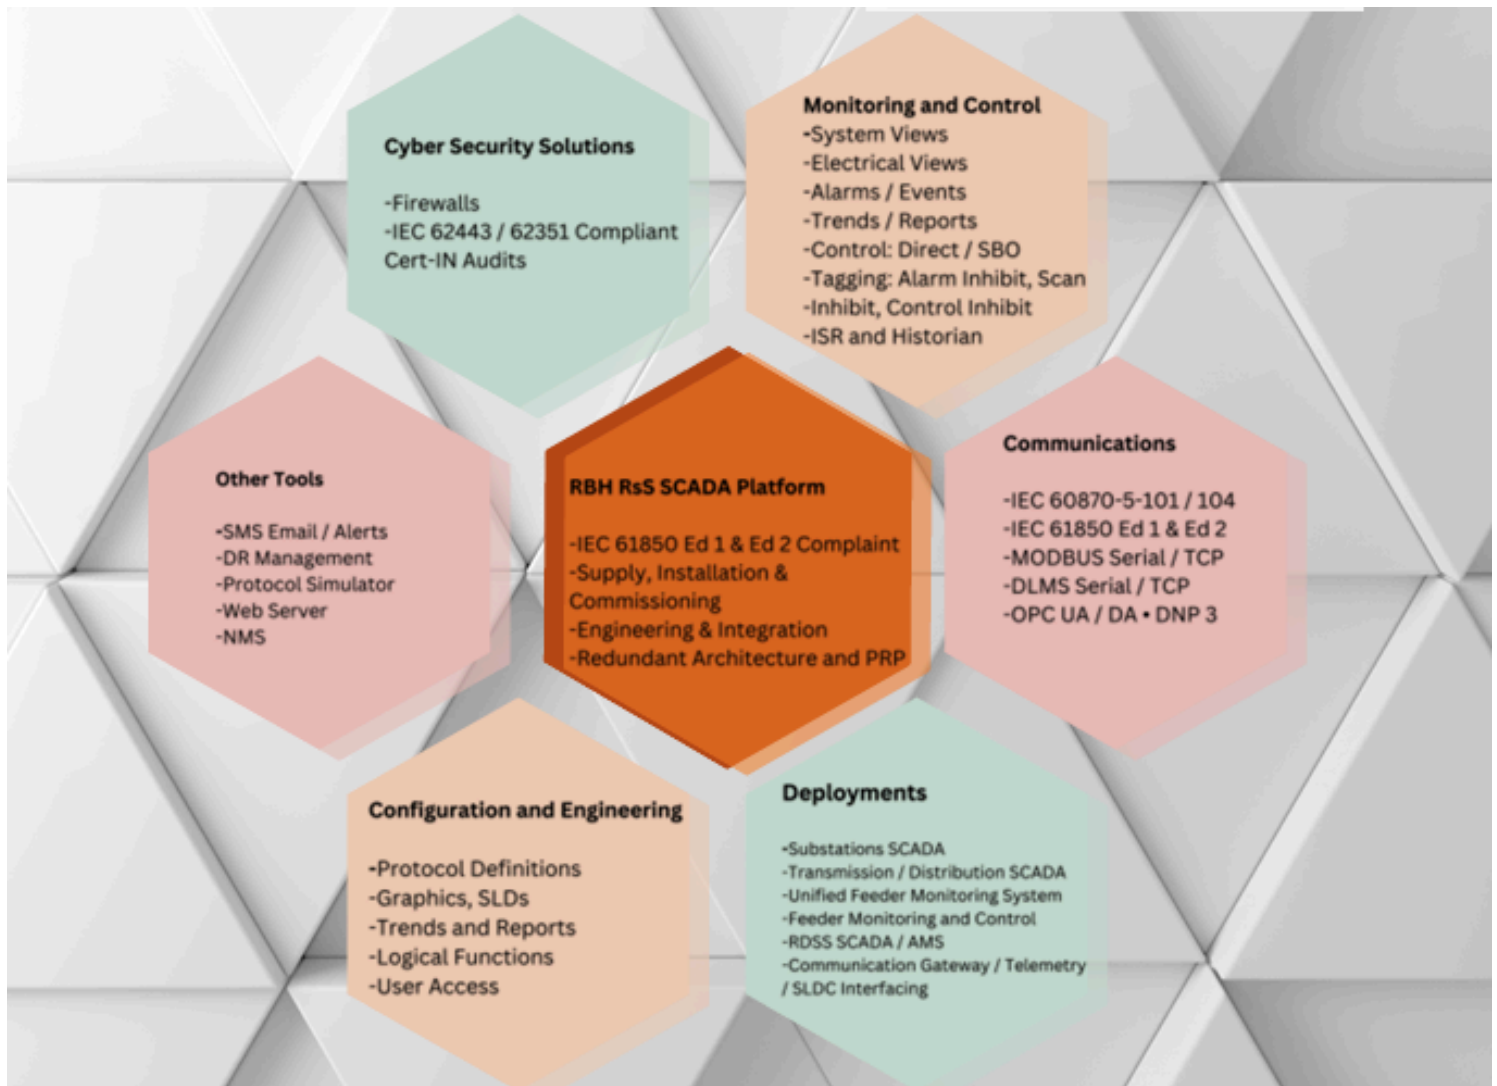 Cyber Security Solutions
-Firewalls
-IEC 62443 / 62351 Compliant
Cert-IN Audits
Monitoring and Control
-System Views
-Electrical Views
-Alarms / Events
-Trends / Reports
-Control: Direct / SBO
-Tagging: Alarm Inhibit, Scan
-Inhibit, Control Inhibit
-ISR and Historian
Other Tools
-SMS Email / Alerts
-DR Management
-Protocol Simulator
-Web Server
-NMS
RBH RsS SCADA Platform
-IEC 61850 Ed 1 & Ed 2 Complaint
-Supply, Installation &
Commissioning
-Engineering & Integration
-Redundant Architecture and PRP
Communications
-IEC 60870-5-101 / 104
-IEC 61850 Ed 1 & Ed 2
-MODBUS Serial / TCP
-DLMS Serial / TCP
-OPC UA / DA • DNP 3
Configuration and Engineering
-Protocol Definitions
-Graphics, SLDs
-Trends and Reports
-Logical Functions
-User Access
Deployments
-Substations SCADA
-Transmission / Distribution SCADA
-Unified Feeder Monitoring System
-Feeder Monitoring and Control
-RDSS SCADA / AMS
-Communication Gateway / Telemetry
/ SLDC Interfacing